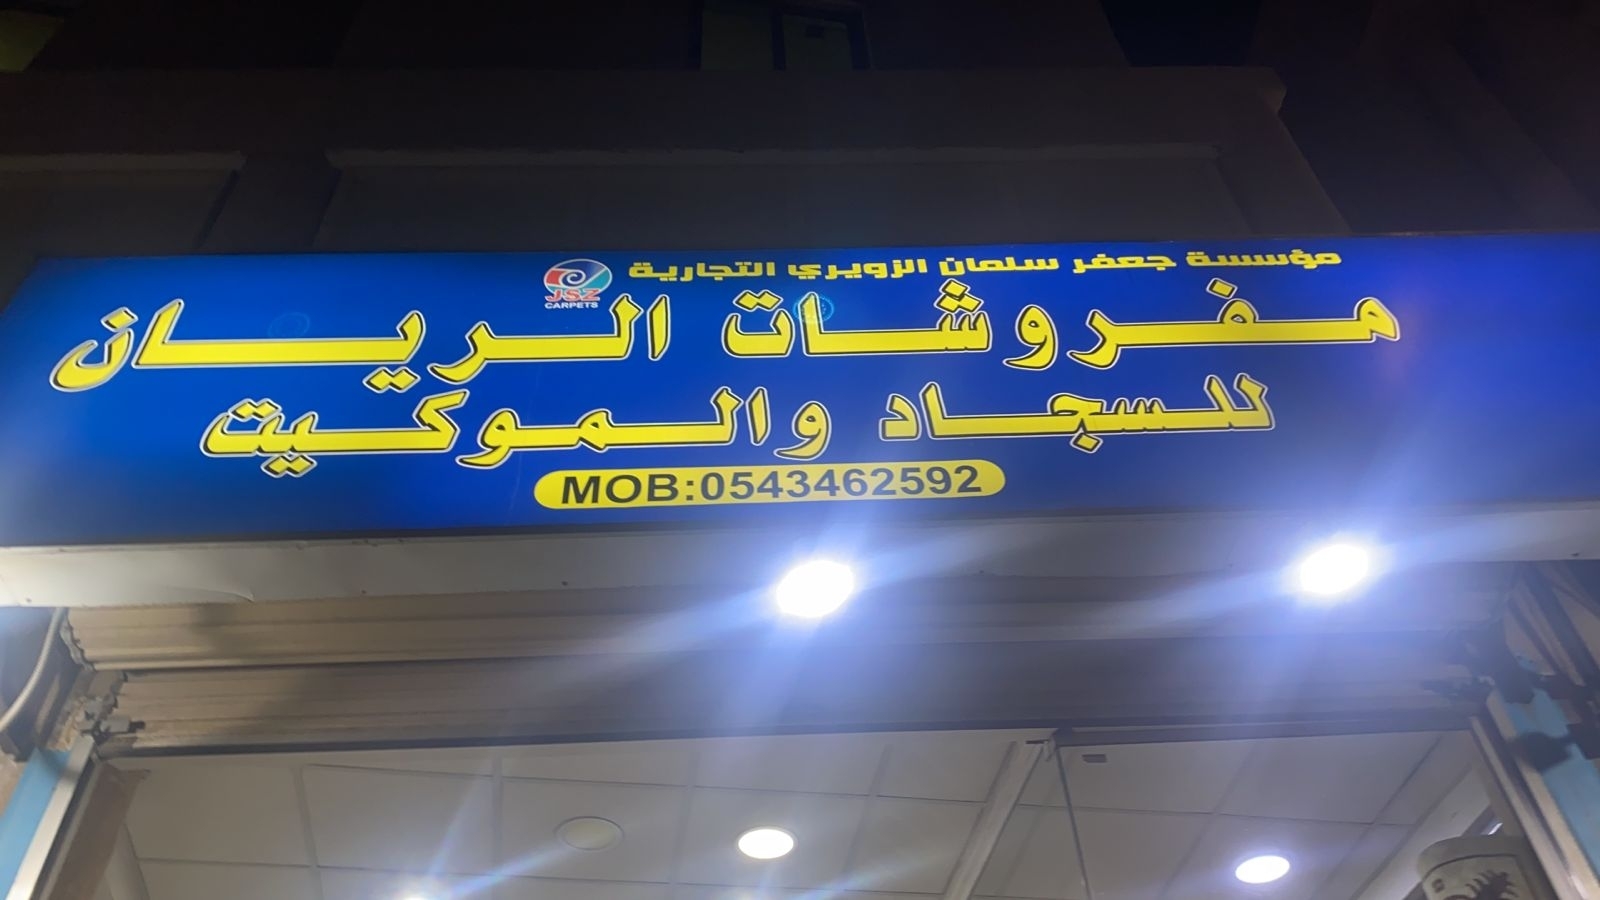 مؤسسة جعفر سلمان الزويري التجارية
JSZ
CARPETS
مفروشات الريان
للسجاد والموكيت
MOB:0543462592